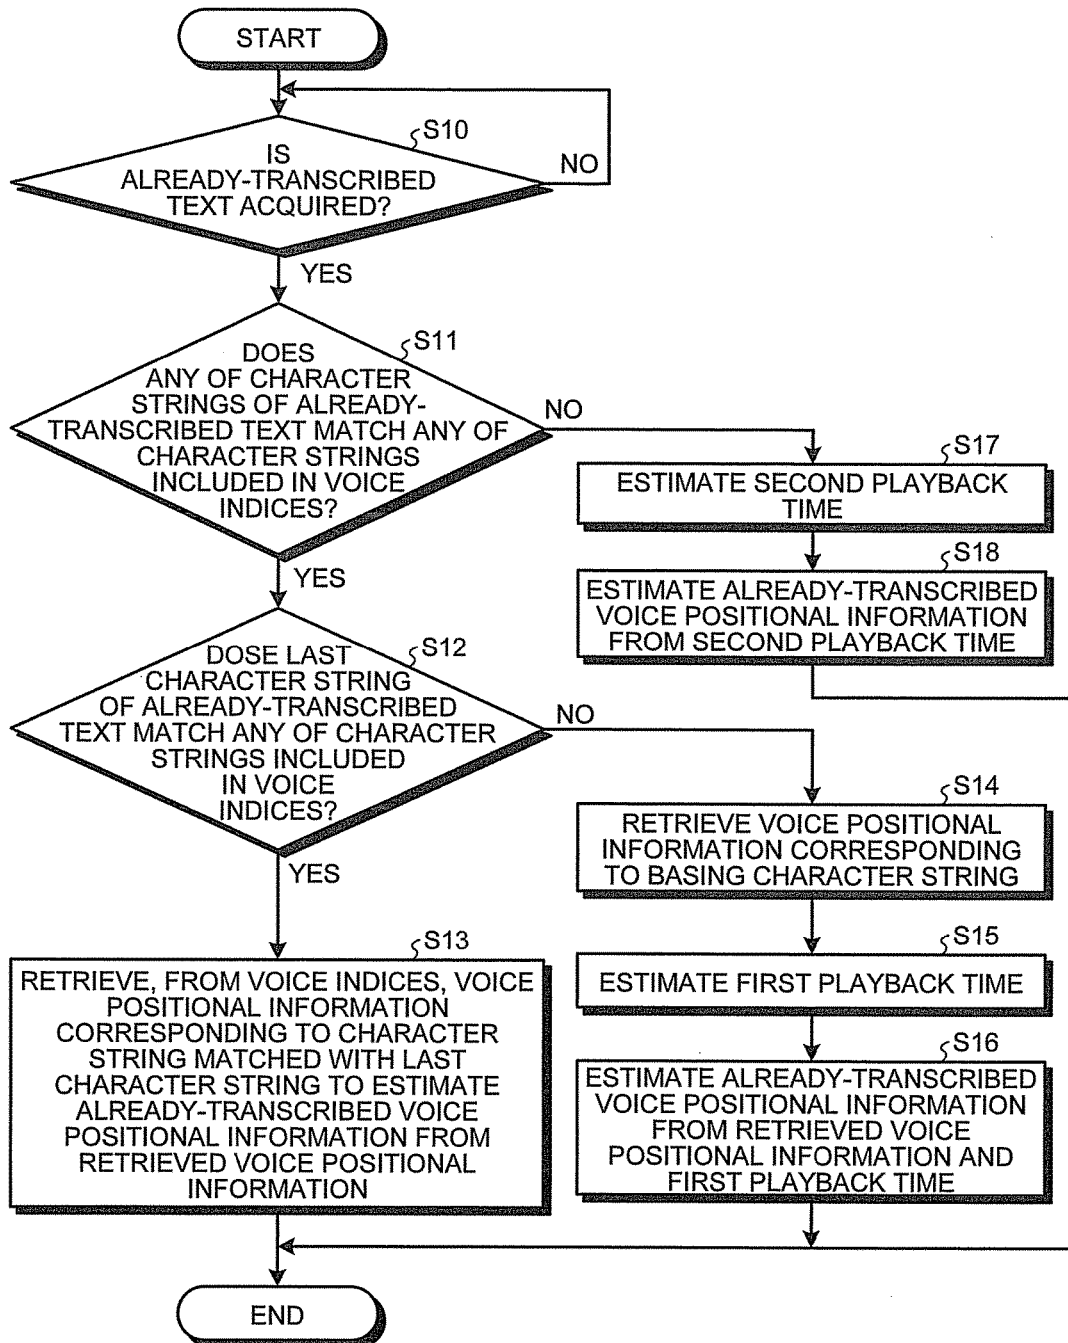 START
S10
IS
ALREADY-TRANSCRIBED
TEXT ACQUIRED?
NO
YES
S11
DOES
ANY OF CHARACTER
STRINGS OF ALREADY-
TRANSCRIBED TEXT MATCH ANY OF
CHARACTER STRINGS
INCLUDED IN VOICE
INDICES?
NO
YES
S17
ESTIMATE SECOND PLAYBACK
TIME
S18
ESTIMATE ALREADY-TRANSCRIBED
VOICE POSITIONAL INFORMATION
FROM SECOND PLAYBACK TIME
S12
DOSE LAST
CHARACTER STRING
OF ALREADY-TRANSCRIBED
TEXT MATCH ANY OF CHARACTER
STRINGS INCLUDED
IN VOICE
INDICES?
NO
YES
S14
RETRIEVE VOICE POSITIONAL
INFORMATION CORRESPONDING
TO BASING CHARACTER STRING
S15
ESTIMATE FIRST PLAYBACK TIME
S16
ESTIMATE ALREADY-TRANSCRIBED
VOICE POSITIONAL INFORMATION
FROM RETRIEVED VOICE
POSITIONAL INFORMATION AND
FIRST PLAYBACK TIME
S13
RETRIEVE, FROM VOICE INDICES, VOICE
POSITIONAL INFORMATION
CORRESPONDING TO CHARACTER
STRING MATCHED WITH LAST
CHARACTER STRING TO ESTIMATE
ALREADY-TRANSCRIBED VOICE
POSITIONAL INFORMATION FROM
RETRIEVED VOICE POSITIONAL
INFORMATION
END